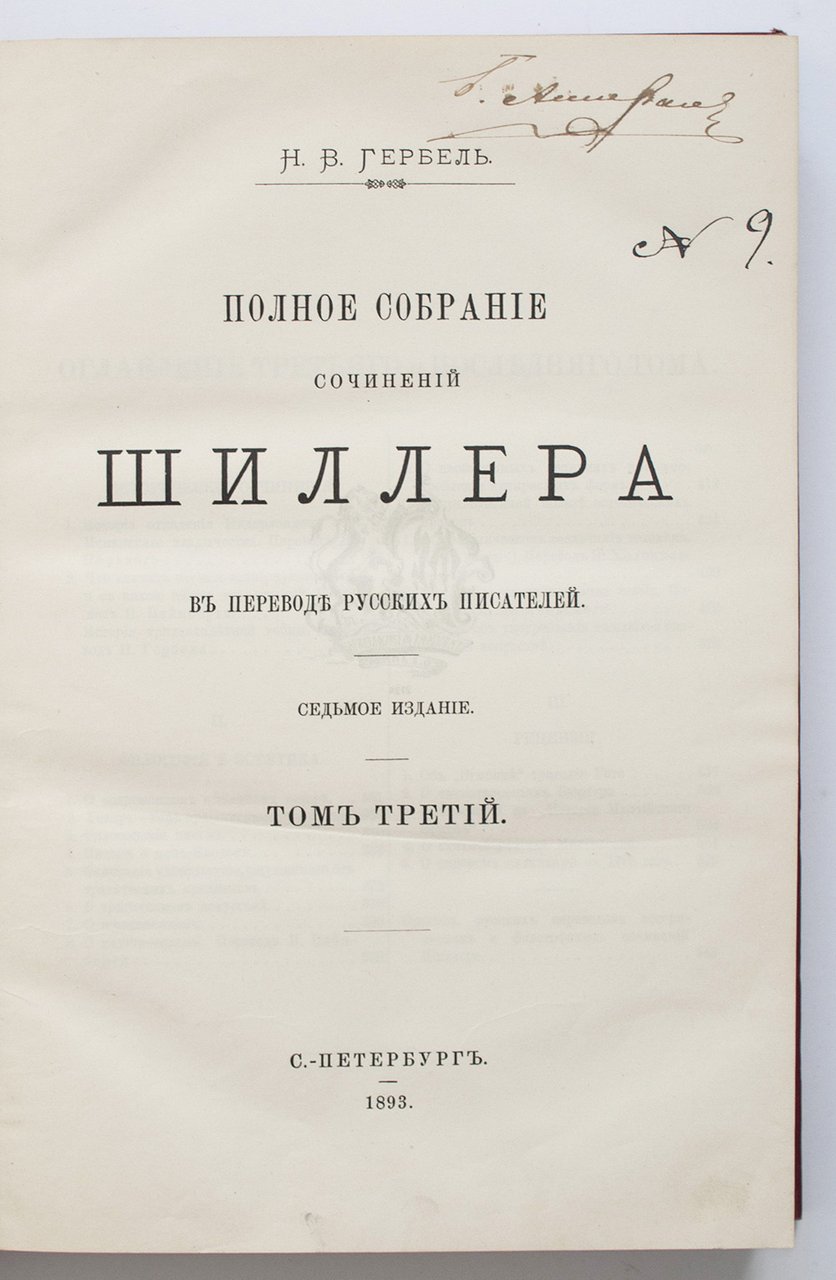 Н. В. ГЕРБЕЛЬ.
№ 9.
ПОЛНОЕ СОБРАНІЕ
СОЧИНЕНІЙ
ШИЛЛЕРА
ВЪ ПЕРЕВОДѢ РУССКИХЪ ПИСАТЕЛЕЙ.
СЕДЬМОЕ ИЗДАНІЕ.
ТОМЪ ТРЕТІЙ.
С.-ПЕТЕРБУРГЪ.
1893.